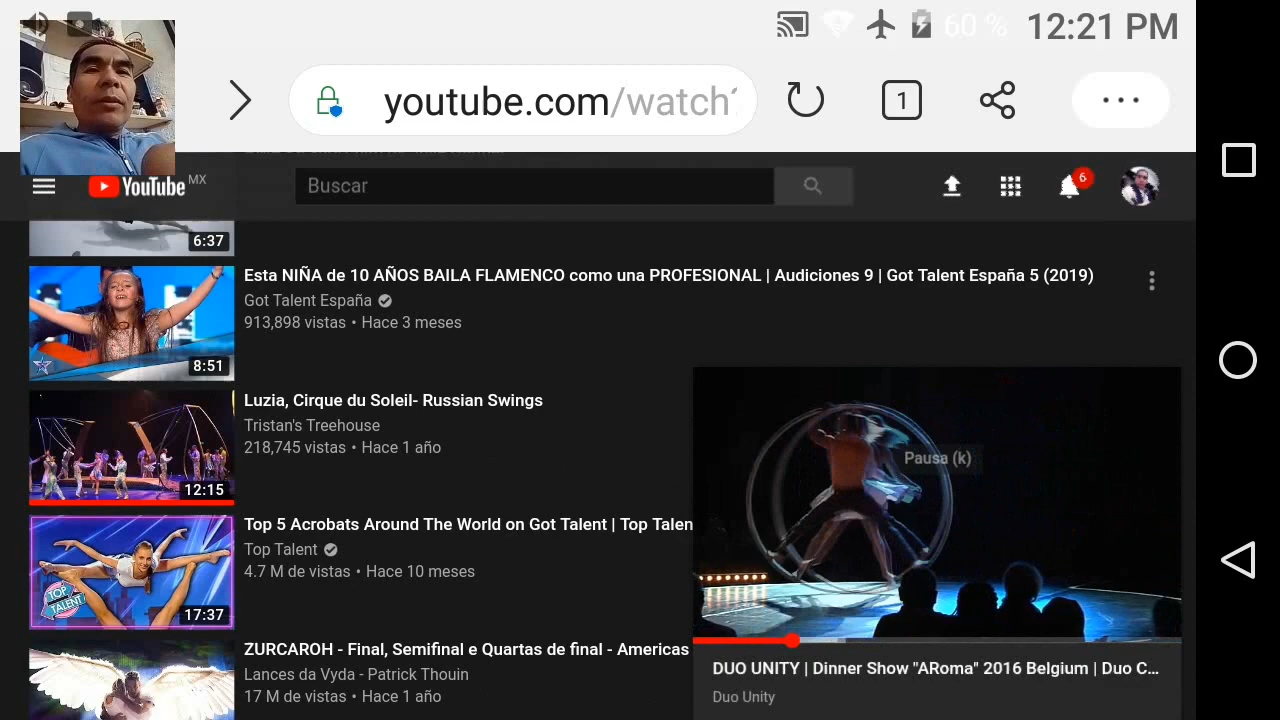 60 % 12:21 PM
youtube.com/watch?
1
YouTube MX
Buscar
6
6:37
Esta NIÑA de 10 AÑOS BAILA FLAMENCO como una PROFESIONAL | Audiciones 9 | Got Talent España 5 (2019)
Got Talent España
913,898 vistas • Hace 3 meses
8:51
Luzia, Cirque du Soleil- Russian Swings
Tristan's Treehouse
218,745 vistas • Hace 1 año
12:15
Pausa (k)
Top 5 Acrobats Around The World on Got Talent | Top Talen
Top Talent
4.7 M de vistas • Hace 10 meses
TOP
TALENT
17:37
ZURCAROH - Final, Semifinal e Quartas de final - Americas
Lances da Vyda - Patrick Thouin
17 M de vistas • Hace 1 año
DUO UNITY | Dinner Show "ARoma" 2016 Belgium | Duo C...
Duo Unity